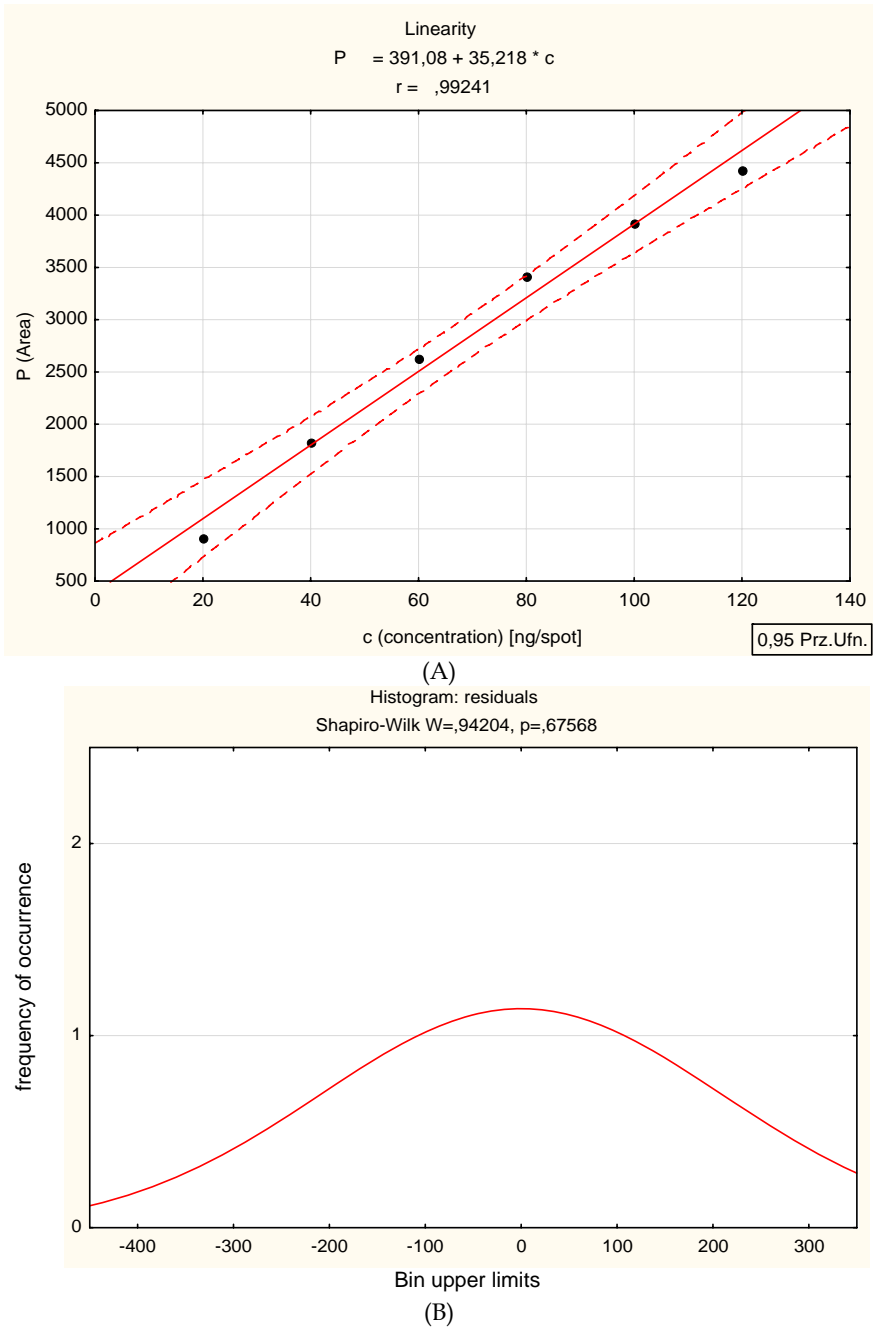 Linearity
P = 391,08 + 35,218 * c
r = ,99241
5000
4500
4000
3500
3000
2500
2000
1500
1000
500
P (Area)
0 20 40 60 80 100 120 140
c (concentration) [ng/spot]
0,95 Prz.Ufn.
(A)
Histogram: residuals
Shapiro-Wilk W=,94204, p=,67568
2
1
0
frequency of occurrence
-400 -300 -200 -100 0 100 200 300
Bin upper limits
(B)